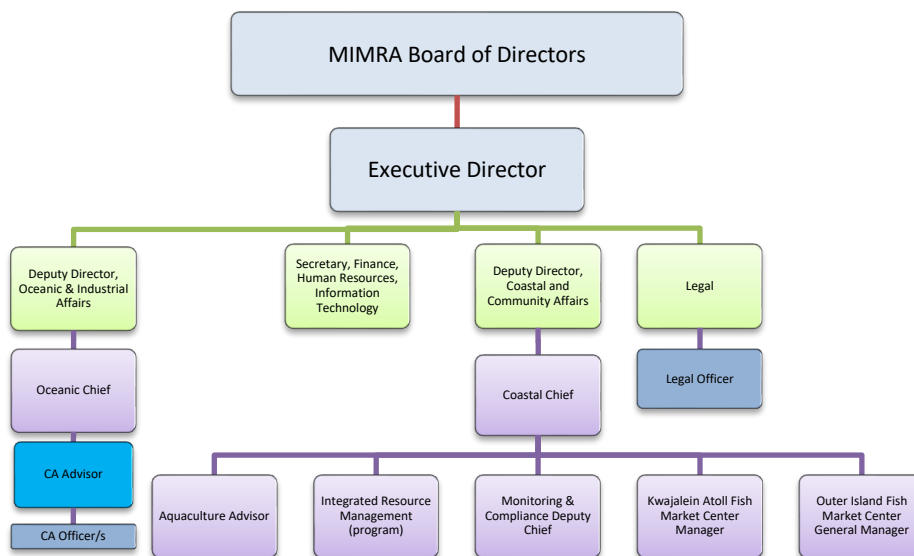 MIMRA Board of Directors
Executive Director
Deputy Director,
Oceanic & Industrial
Affairs
Secretary, Finance,
Human Resources,
Information
Technology
Deputy Director,
Coastal and
Community Affairs
Legal
Oceanic Chief
Coastal Chief
Legal Officer
CA Advisor
CA Officer/s
Aquaculture Advisor
Integrated Resource
Management
(program)
Monitoring &
Compliance Deputy
Chief
Kwajalein Atoll Fish
Market Center
Manager
Outer Island Fish
Market Center
General Manager